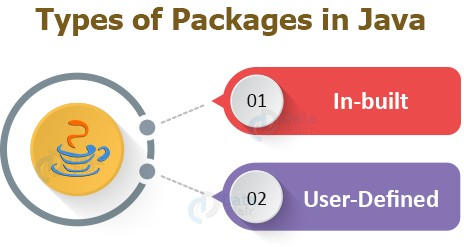 Types of Packages in Java
01 In-built
02 User-Defined